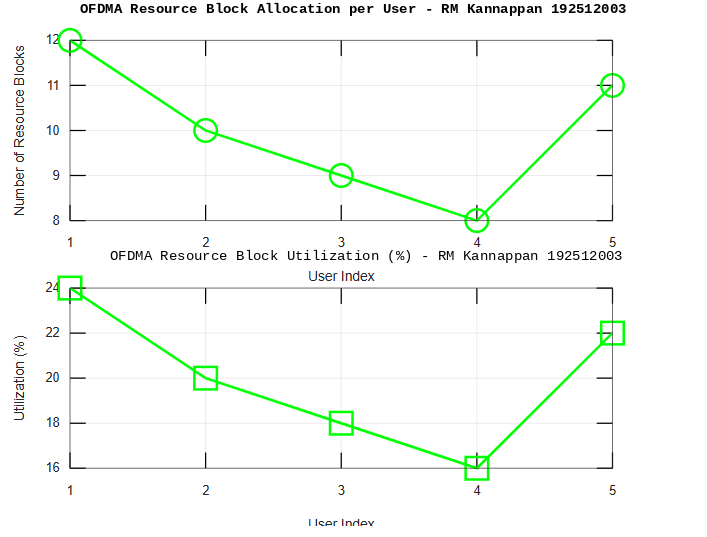 OFDMA Resource Block Allocation per User - RM Kannappan 192512003
Number of Resource Blocks
12
11
10
9
8
1 2 3 4 5
User Index
OFDMA Resource Block Utilization (%) - RM Kannappan 192512003
Utilization (%)
24
22
20
18
16
1 2 3 4 5
User Index